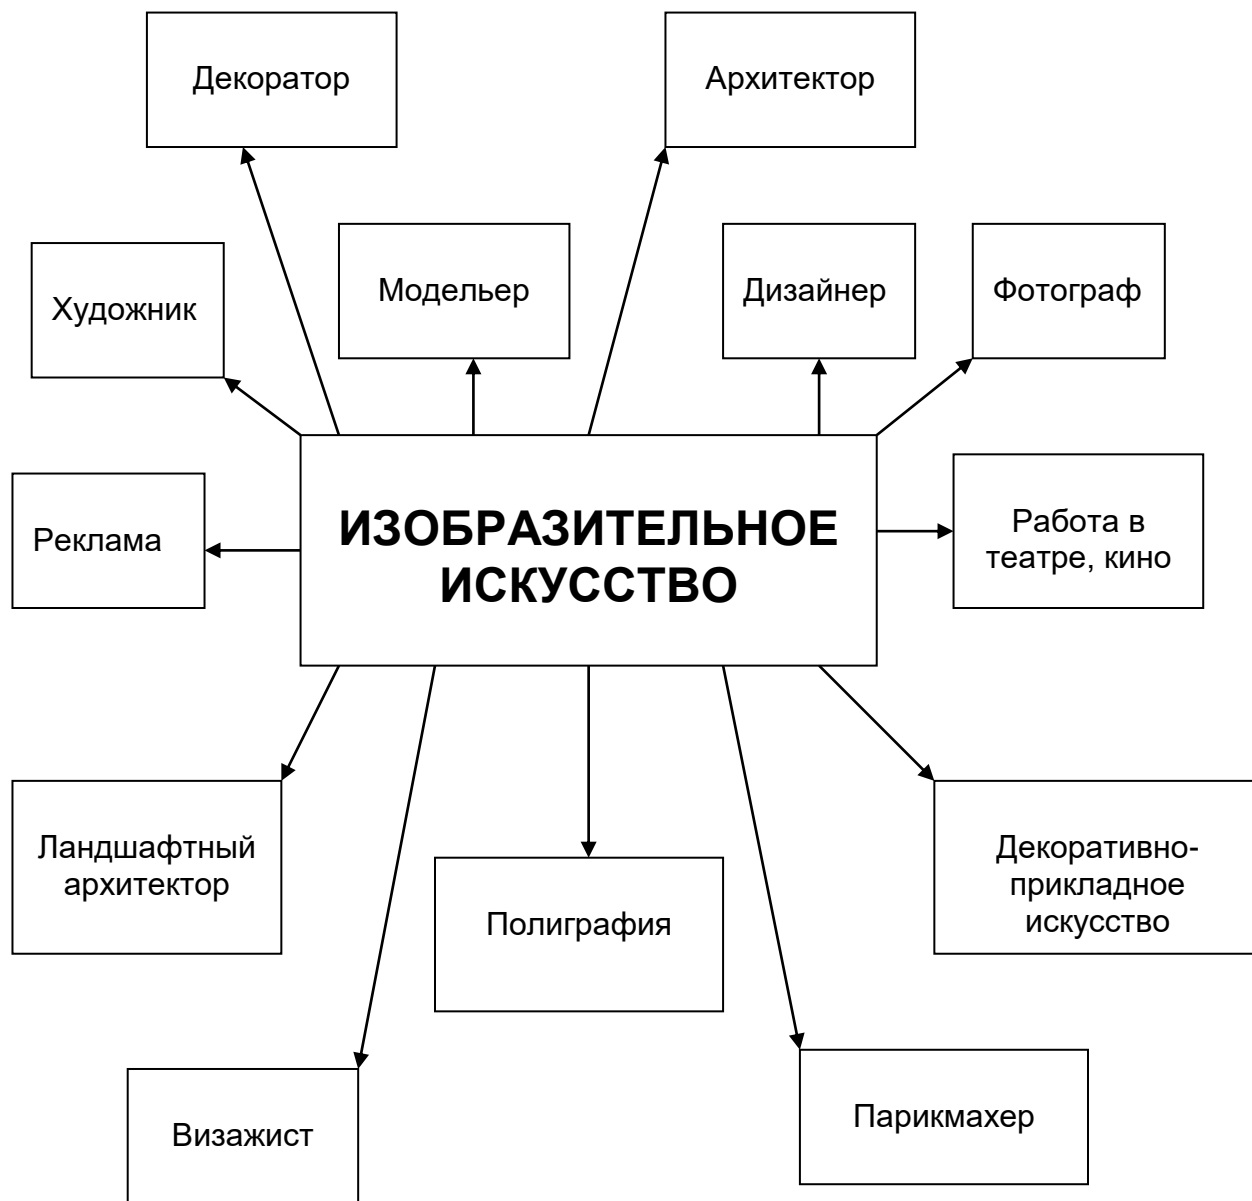 Декоратор
Архитектор
Художник
Модельер
Дизайнер
Фотограф
Реклама
ИЗОБРАЗИТЕЛЬНОЕ
ИСКУССТВО
Работа в
театре, кино
Ландшафтный
архитектор
Полиграфия
Декоративно-
прикладное
искусство
Визажист
Парикмахер